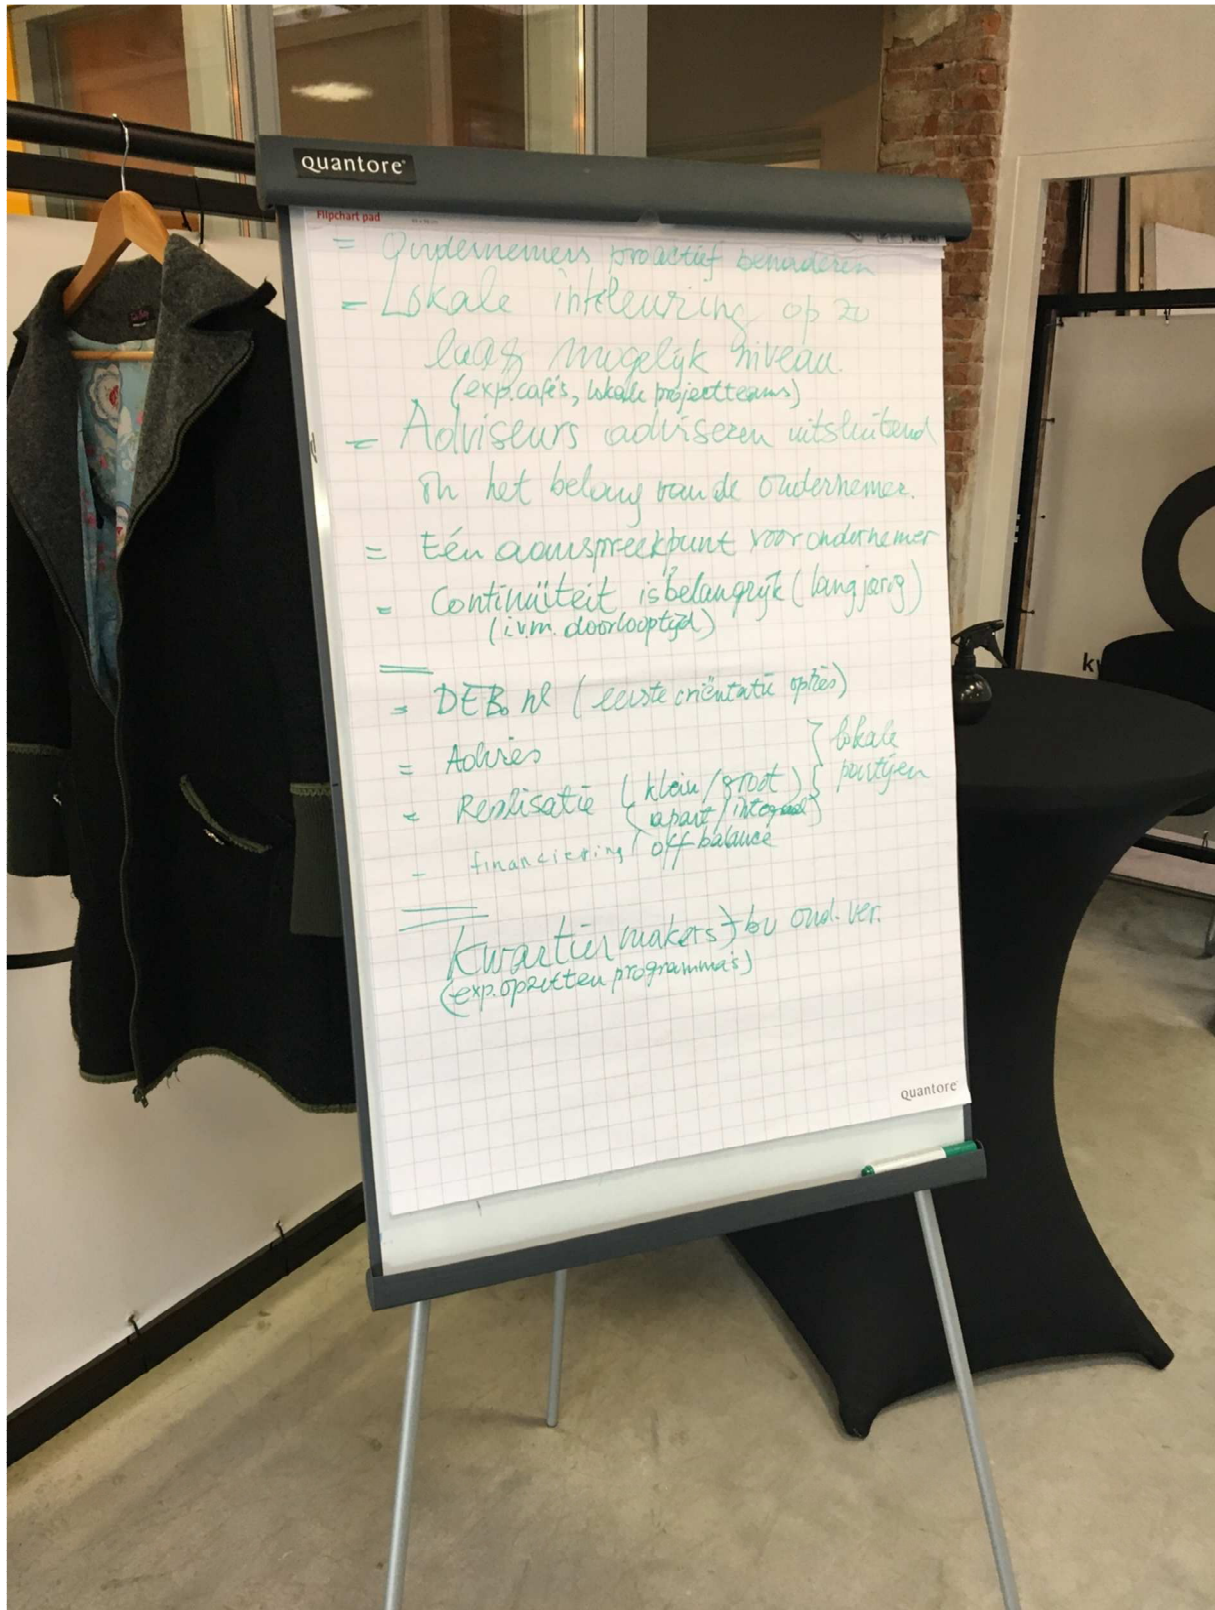 quantore
Flipchart pad
= Ondernemers proactief benaderen
= Lokale inkleuring op zo
laag mogelijk niveau.
(exp. cafés, lokale projectteams)
= Adviseurs adviseren uitsluitend
in het belang van de ondernemer.
= Eén aanspreekpunt voor ondernemer
= Continuïteit is belangrijk (langjarig)
(i.v.m. doorlooptijd)
= DEB.nl (eerste oriëntatie opties)
= Advies
= Realisatie (klein/groot) } lokale partijen
(apart/integraal)
- financiering / off balance
Kwartiermakers → bv ond. ver.
(exp. opzetten programma's)
quantore